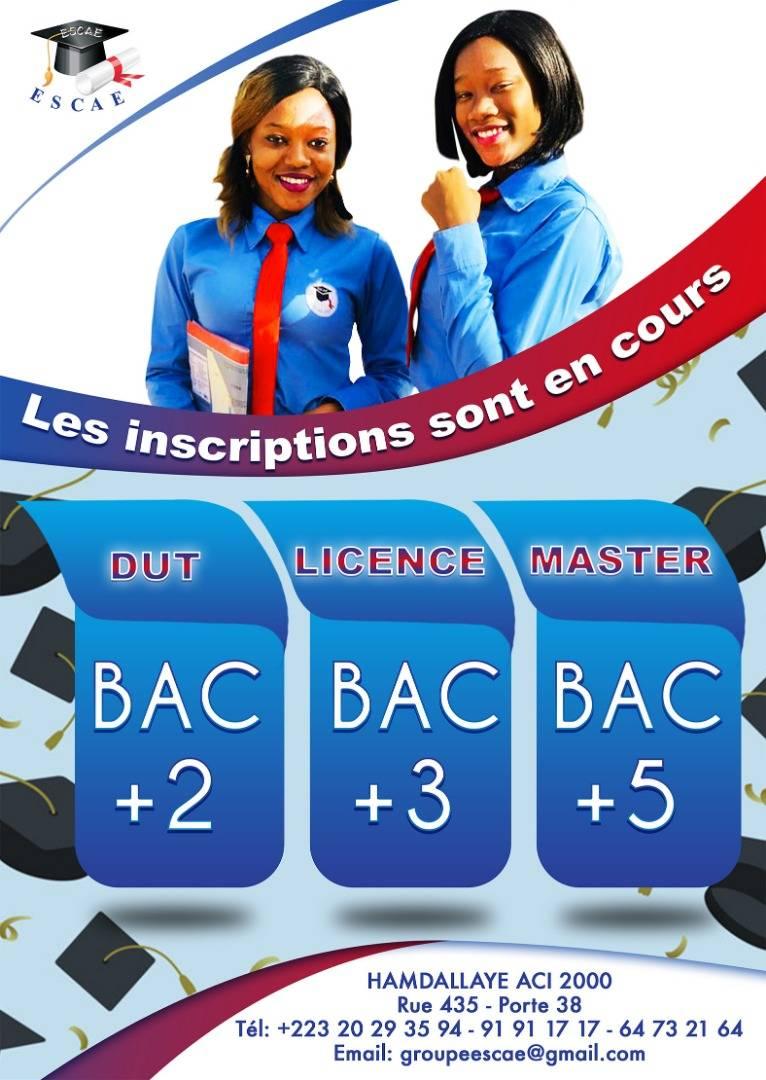 ESCAE
ESCAE
Les inscriptions sont en cours
DUT
BAC
+2
LICENCE
BAC
+3
MASTER
BAC
+5
HAMDALLAYE ACI 2000
Rue 435 - Porte 38
Tél: +223 20 29 35 94 - 91 91 17 17 - 64 73 21 64
Email: groupeescae@gmail.com